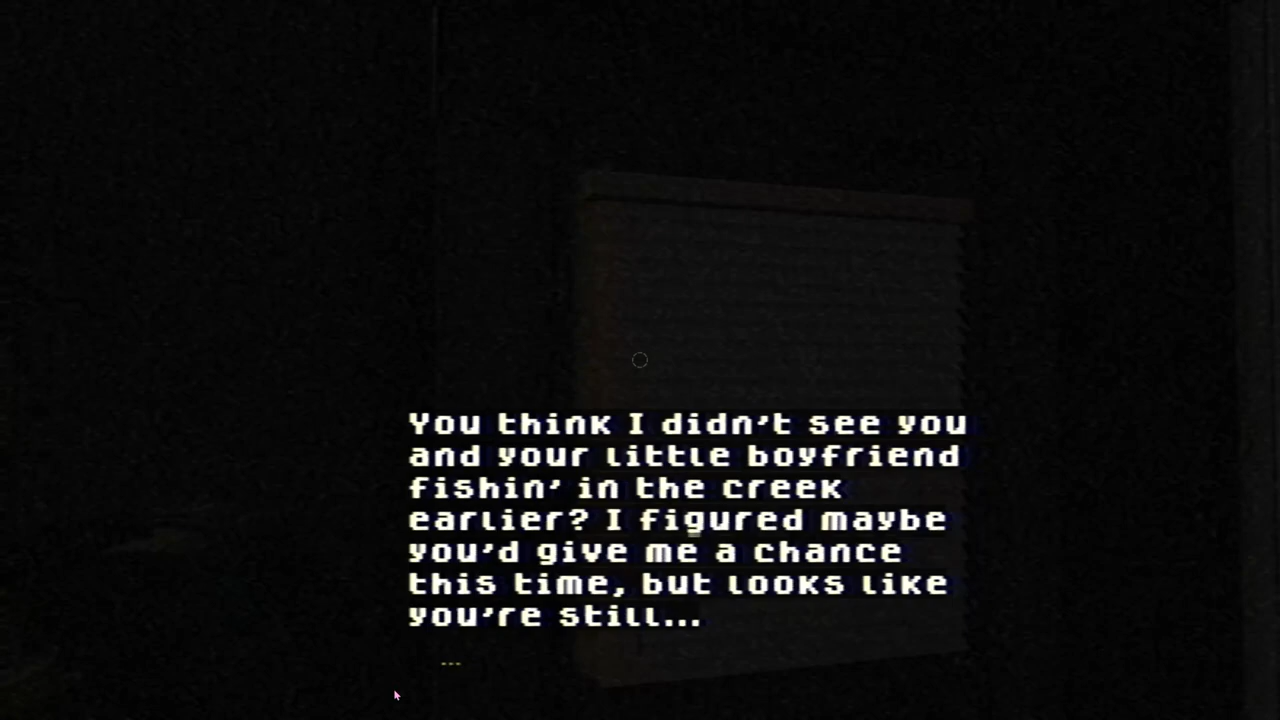 You think I didn't see you
and your little boyfriend
fishin' in the creek
earlier? I figured maybe
you'd give me a chance
this time, but looks like
you're still...
...